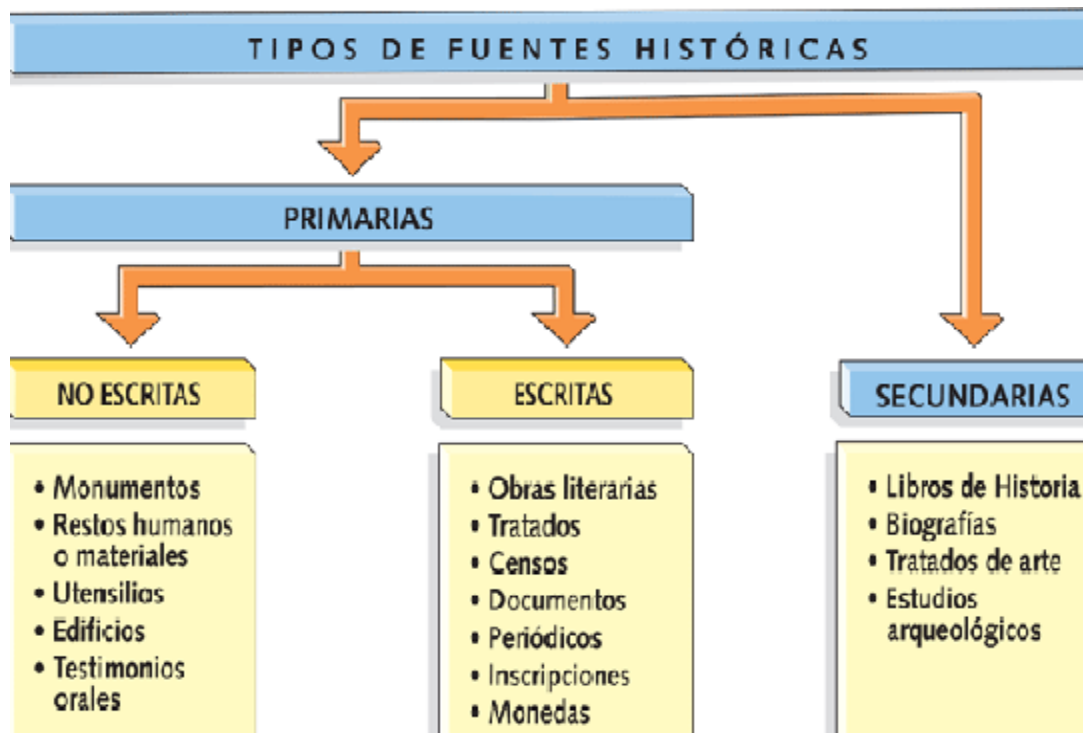 TIPOS DE FUENTES HISTÓRICAS
PRIMARIAS
NO ESCRITAS
• Monumentos
• Restos humanos
o materiales
• Utensilios
• Edificios
• Testimonios
orales
ESCRITAS
• Obras literarias
• Tratados
• Censos
• Documentos
• Periódicos
• Inscripciones
• Monedas
SECUNDARIAS
• Libros de Historia
• Biografías
• Tratados de arte
• Estudios
arqueológicos